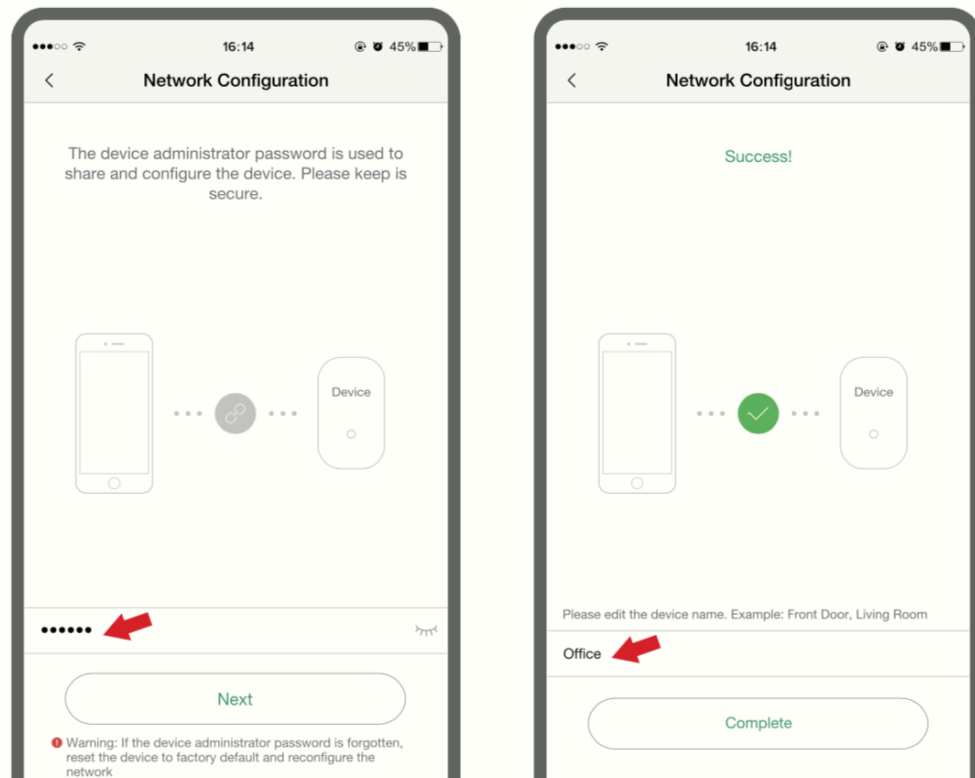 16:14
45%
Network Configuration
The device administrator password is used to
share and configure the device. Please keep is
secure.
Device
Next
Warning: If the device administrator password is forgotten,
reset the device to factory default and reconfigure the
network
16:14
45%
Network Configuration
Success!
Device
Please edit the device name. Example: Front Door, Living Room
Office
Complete